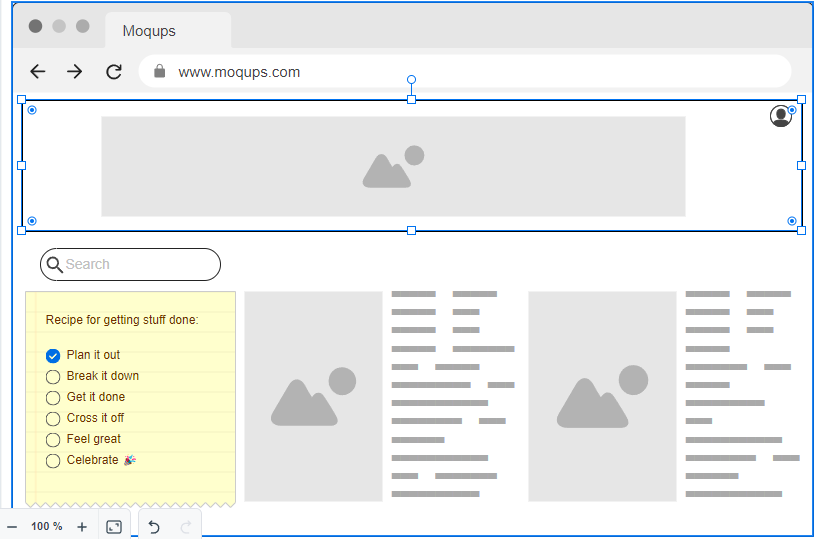 Moqups
www.moqups.com
Search
Recipe for getting stuff done:
Plan it out
Break it down
Get it done
Cross it off
Feel great
Celebrate 🎉
100 %